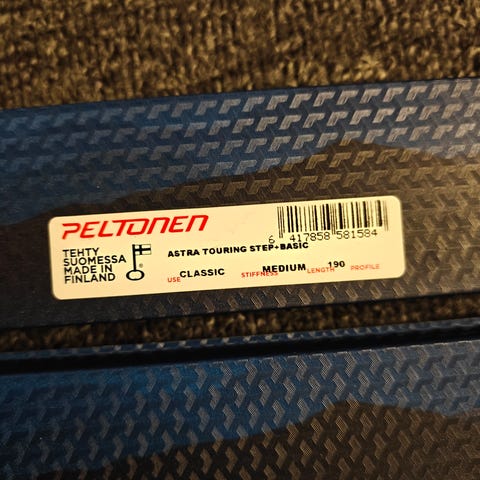 PELTONEN
6 417858 581584
TEHTY
SUOMESSA
MADE IN
FINLAND
ASTRA TOURING STEP+BASIC
USE CLASSIC STIFFNESS MEDIUM LENGTH 190 PROFILE